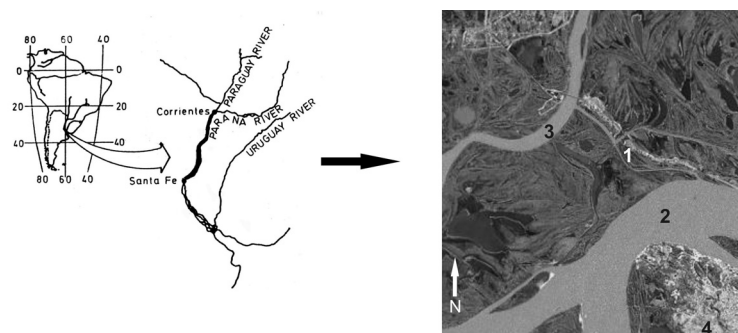 80 60 40
0 0
20 20
40 40
80 60 40
PARAGUAY RIVER
Corrientes
PARANA RIVER
URUGUAY RIVER
Santa Fe
1
2
3
4
N